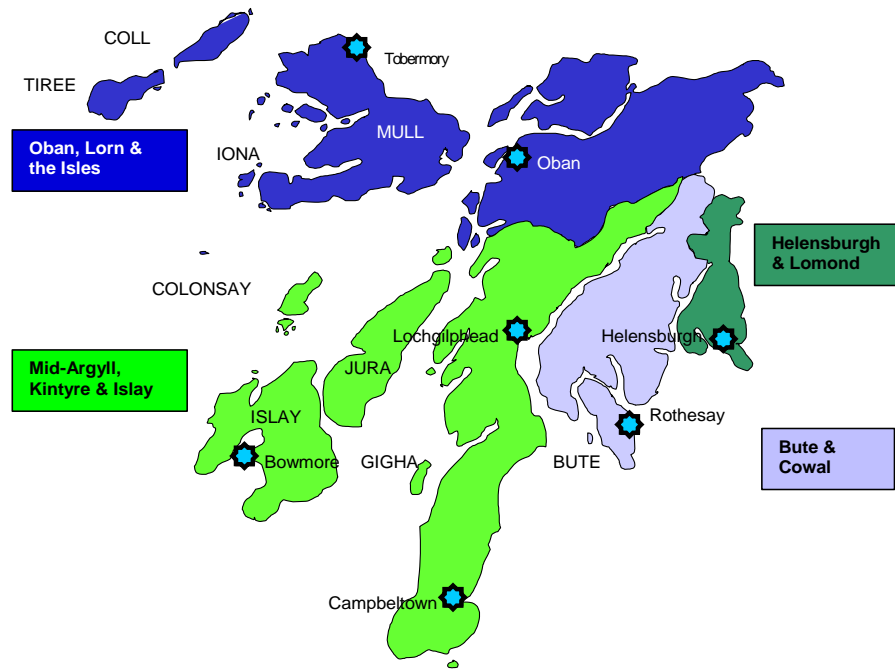 COLL
Tobermory
TIREE
MULL
Oban, Lorn &
the Isles
IONA
Oban
Helensburgh
& Lomond
COLONSAY
Lochgilphead
Helensburgh
Mid-Argyll,
Kintyre & Islay
JURA
ISLAY
Rothesay
Bowmore
GIGHA
BUTE
Bute &
Cowal
Campbeltown